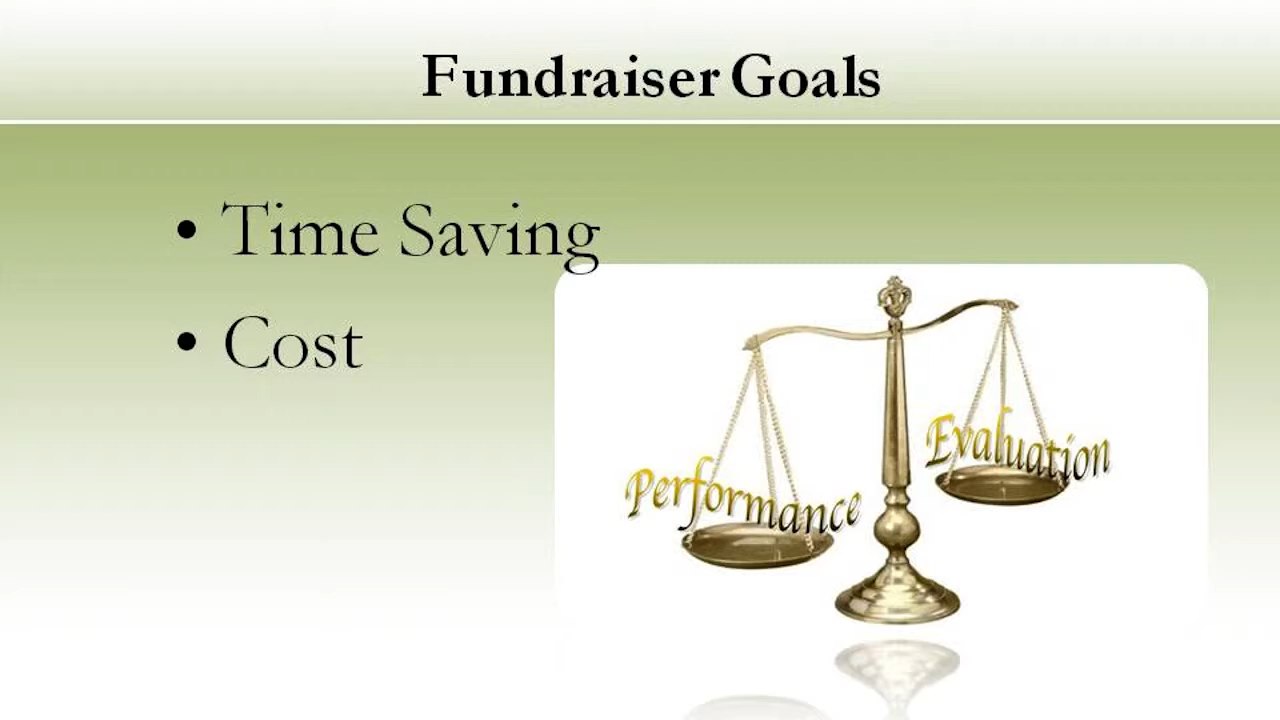 Fundraiser Goals
• Time Saving
• Cost
Performance
Evaluation